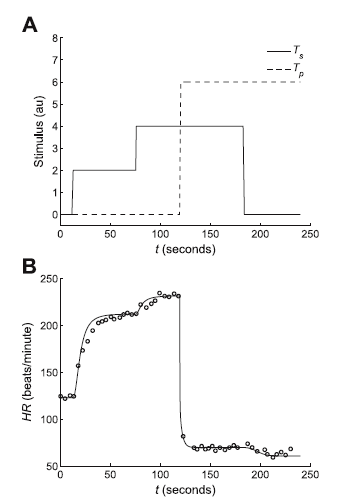 A
8
7
6
5
4
3
2
1
0
Stimulus (au)
T_s
T_p
0 50 100 150 200 250
t (seconds)
B
250
200
150
100
50
HR (beats/minute)
0 50 100 150 200 250
t (seconds)